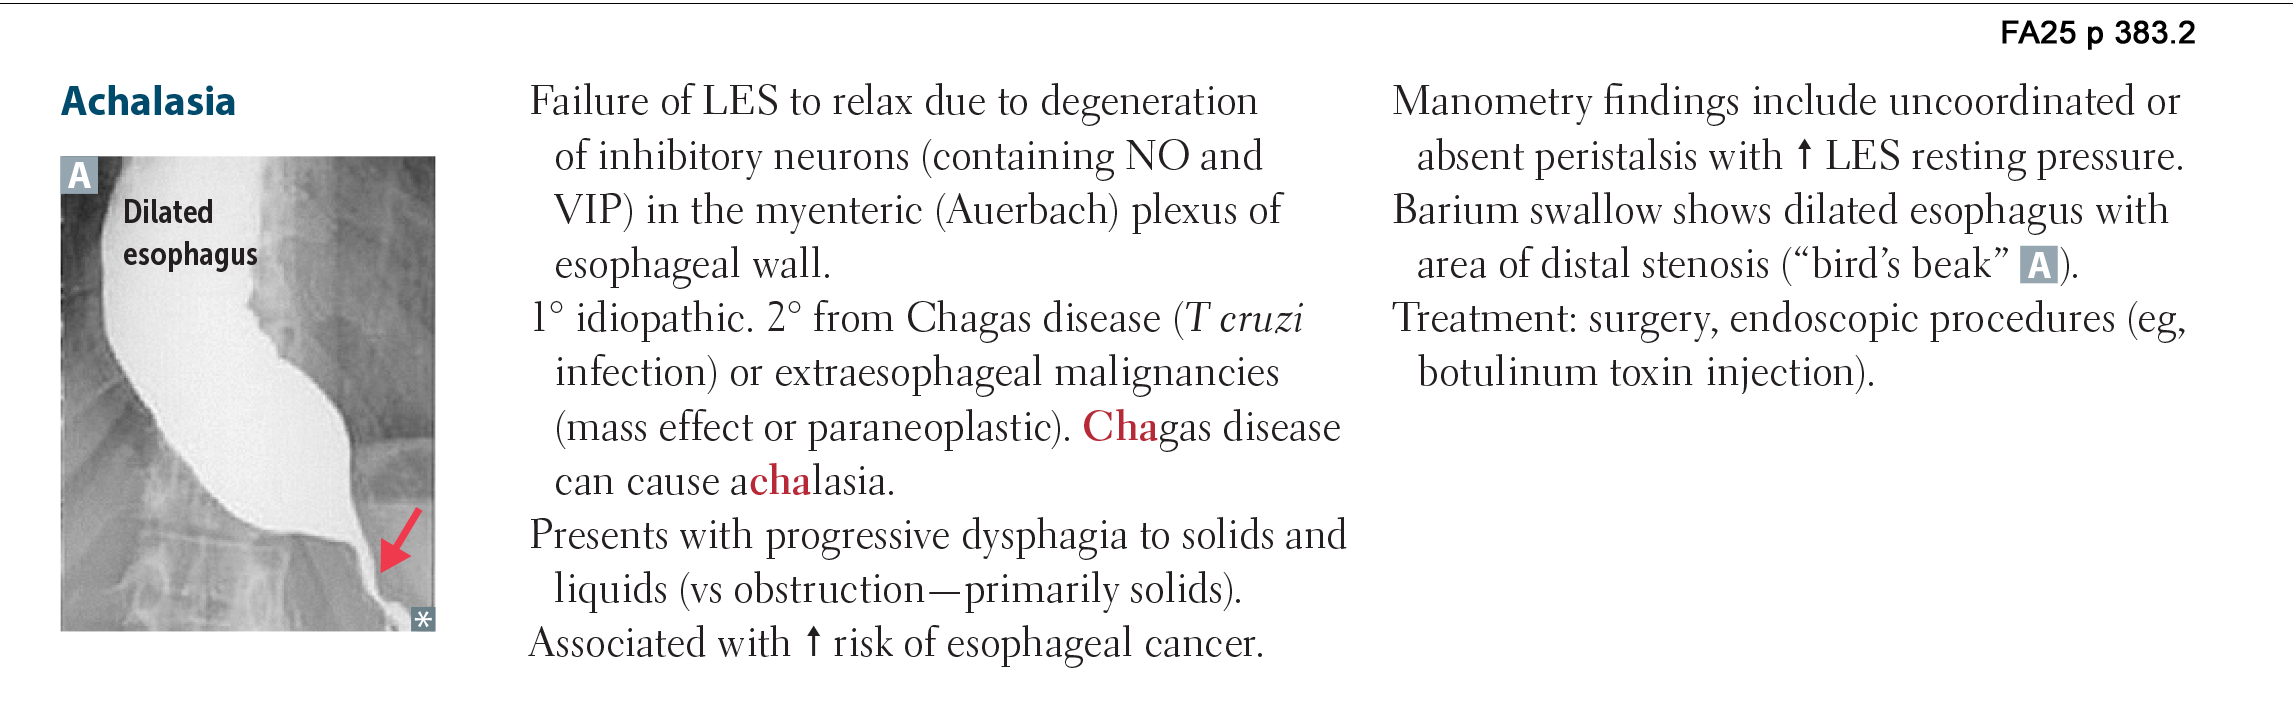 FA25 p 383.2
Achalasia
A
Dilated
esophagus
*
Failure of LES to relax due to degeneration
of inhibitory neurons (containing NO and
VIP) in the myenteric (Auerbach) plexus of
esophageal wall.
1° idiopathic. 2° from Chagas disease (T cruzi
infection) or extraesophageal malignancies
(mass effect or paraneoplastic). Chagas disease
can cause achalasia.
Presents with progressive dysphagia to solids and
liquids (vs obstruction—primarily solids).
Associated with ↑ risk of esophageal cancer.
Manometry findings include uncoordinated or
absent peristalsis with ↑ LES resting pressure.
Barium swallow shows dilated esophagus with
area of distal stenosis (“bird’s beak” A).
Treatment: surgery, endoscopic procedures (eg,
botulinum toxin injection).